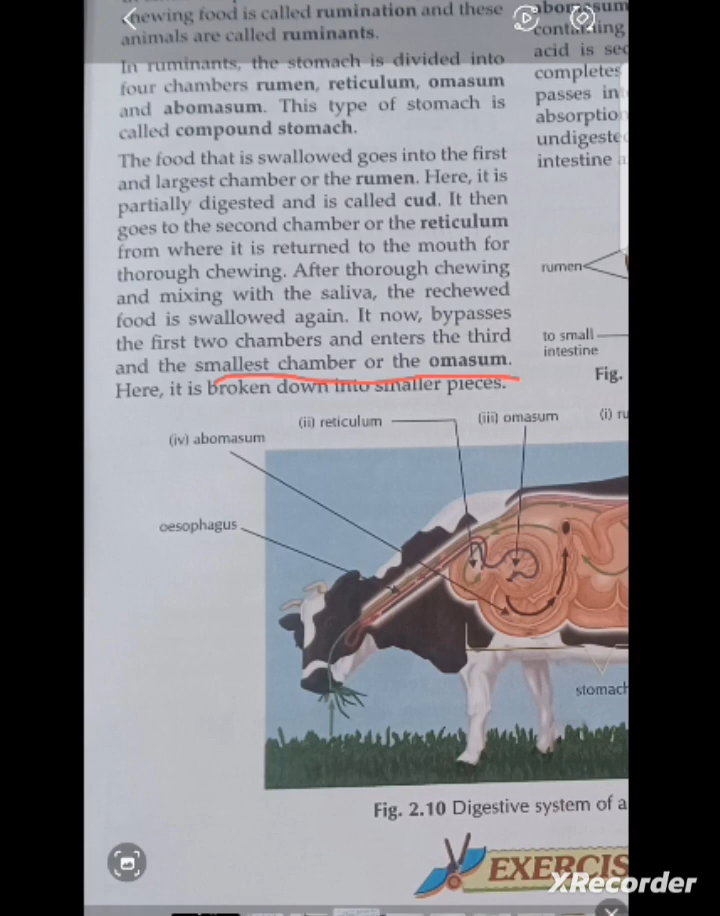 chewing food is called rumination and these
animals are called ruminants.
In ruminants, the stomach is divided into
four chambers rumen, reticulum, omasum
and abomasum. This type of stomach is
called compound stomach.
The food that is swallowed goes into the first
and largest chamber or the rumen. Here, it is
partially digested and is called cud. It then
goes to the second chamber or the reticulum
from where it is returned to the mouth for
thorough chewing. After thorough chewing
and mixing with the saliva, the rechewed
food is swallowed again. It now, bypasses
the first two chambers and enters the third
and the smallest chamber or the omasum.
Here, it is broken down into smaller pieces.
abomasum
containing
acid is sec
completes
passes in
absorptio
undigeste
intestine a
rumen
to small
intestine
Fig.
(ii) reticulum
(iii) omasum
(i) ru
(iv) abomasum
oesophagus
stomach
Fig. 2.10 Digestive system of a
EXERCIS
XRecorder